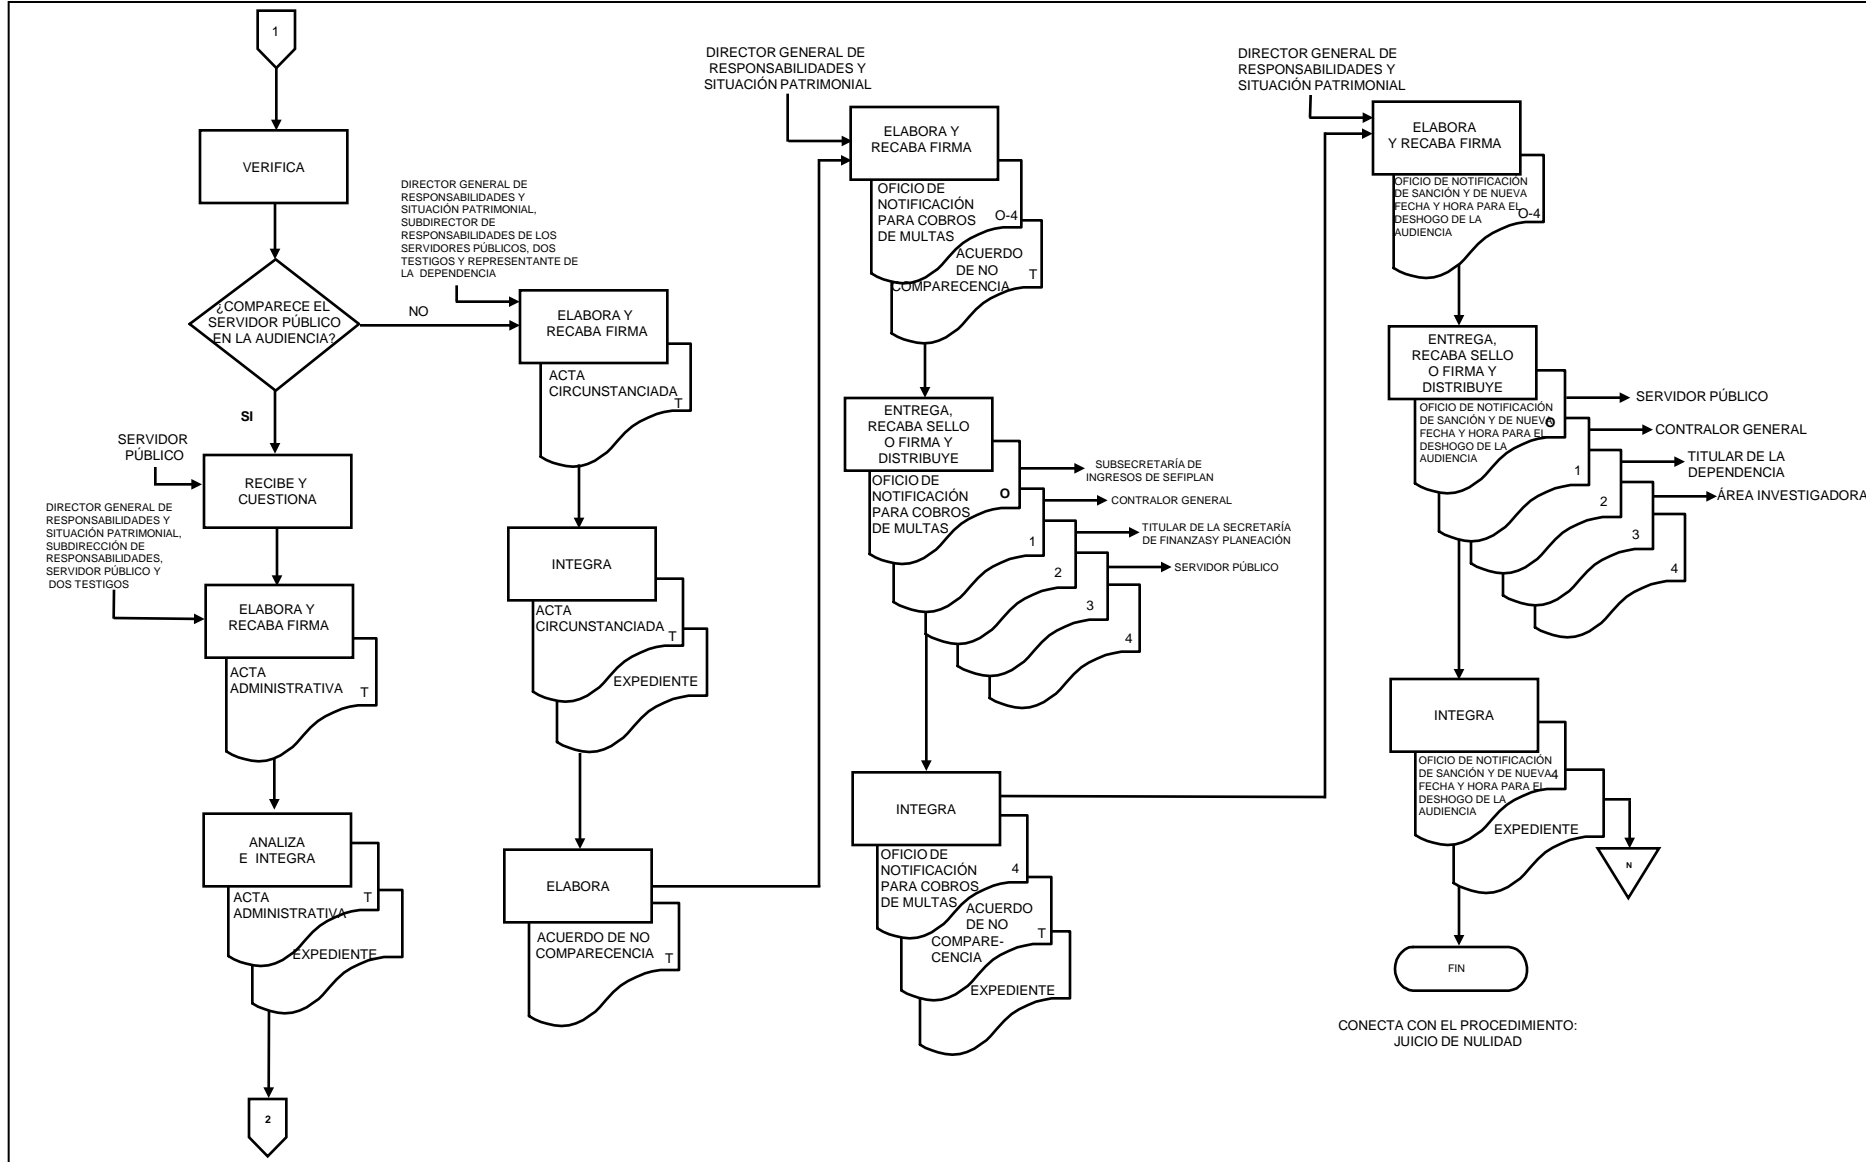 1
VERIFICA
¿COMPARECE EL
SERVIDOR PÚBLICO
EN LA AUDIENCIA?
NO
SI
SERVIDOR
PÚBLICO
RECIBE Y
CUESTIONA
DIRECTOR GENERAL DE
RESPONSABILIDADES Y
SITUACIÓN PATRIMONIAL,
SUBDIRECCIÓN DE
RESPONSABILIDADES,
SERVIDOR PÚBLICO Y
DOS TESTIGOS
ELABORA Y
RECABA FIRMA
ACTA
ADMINISTRATIVA
T
ANALIZA
E INTEGRA
ACTA
ADMINISTRATIVA
T
EXPEDIENTE
2
DIRECTOR GENERAL DE
RESPONSABILIDADES Y
SITUACIÓN PATRIMONIAL,
SUBDIRECTOR DE
RESPONSABILIDADES DE LOS
SERVIDORES PÚBLICOS, DOS
TESTIGOS Y REPRESENTANTE DE
LA DEPENDENCIA
ELABORA Y
RECABA FIRMA
ACTA
CIRCUNSTANCIADA
T
INTEGRA
ACTA
CIRCUNSTANCIADA
T
EXPEDIENTE
ELABORA
ACUERDO DE NO
COMPARECENCIA
T
DIRECTOR GENERAL DE
RESPONSABILIDADES Y
SITUACIÓN PATRIMONIAL
ELABORA Y
RECABA FIRMA
OFICIO DE
NOTIFICACIÓN
PARA COBROS
DE MULTAS
O-4
ACUERDO
DE NO
COMPARECENCIA
T
ENTREGA,
RECABA SELLO
O FIRMA Y
DISTRIBUYE
OFICIO DE
NOTIFICACIÓN
PARA COBROS
DE MULTAS
O
1
2
3
4
SUBSECRETARÍA DE
INGRESOS DE SEFIPLAN
CONTRALOR GENERAL
TITULAR DE LA SECRETARÍA
DE FINANZASY PLANEACIÓN
SERVIDOR PÚBLICO
INTEGRA
OFICIO DE
NOTIFICACIÓN
PARA COBROS
DE MULTAS
4
ACUERDO
DE NO
COMPARE-
CENCIA
T
EXPEDIENTE
DIRECTOR GENERAL DE
RESPONSABILIDADES Y
SITUACIÓN PATRIMONIAL
ELABORA
Y RECABA FIRMA
OFICIO DE NOTIFICACIÓN
DE SANCIÓN Y DE NUEVA
FECHA Y HORA PARA EL
DESHOGO DE LA
AUDIENCIA
O-4
ENTREGA,
RECABA SELLO
O FIRMA Y
DISTRIBUYE
OFICIO DE NOTIFICACIÓN
DE SANCIÓN Y DE NUEVA
FECHA Y HORA PARA EL
DESHOGO DE LA
AUDIENCIA
O
1
2
3
4
SERVIDOR PÚBLICO
CONTRALOR GENERAL
TITULAR DE LA
DEPENDENCIA
ÁREA INVESTIGADORA
INTEGRA
OFICIO DE NOTIFICACIÓN
DE SANCIÓN Y DE NUEVA
FECHA Y HORA PARA EL
DESHOGO DE LA
AUDIENCIA
4
EXPEDIENTE
N
FIN
CONECTA CON EL PROCEDIMIENTO:
JUICIO DE NULIDAD